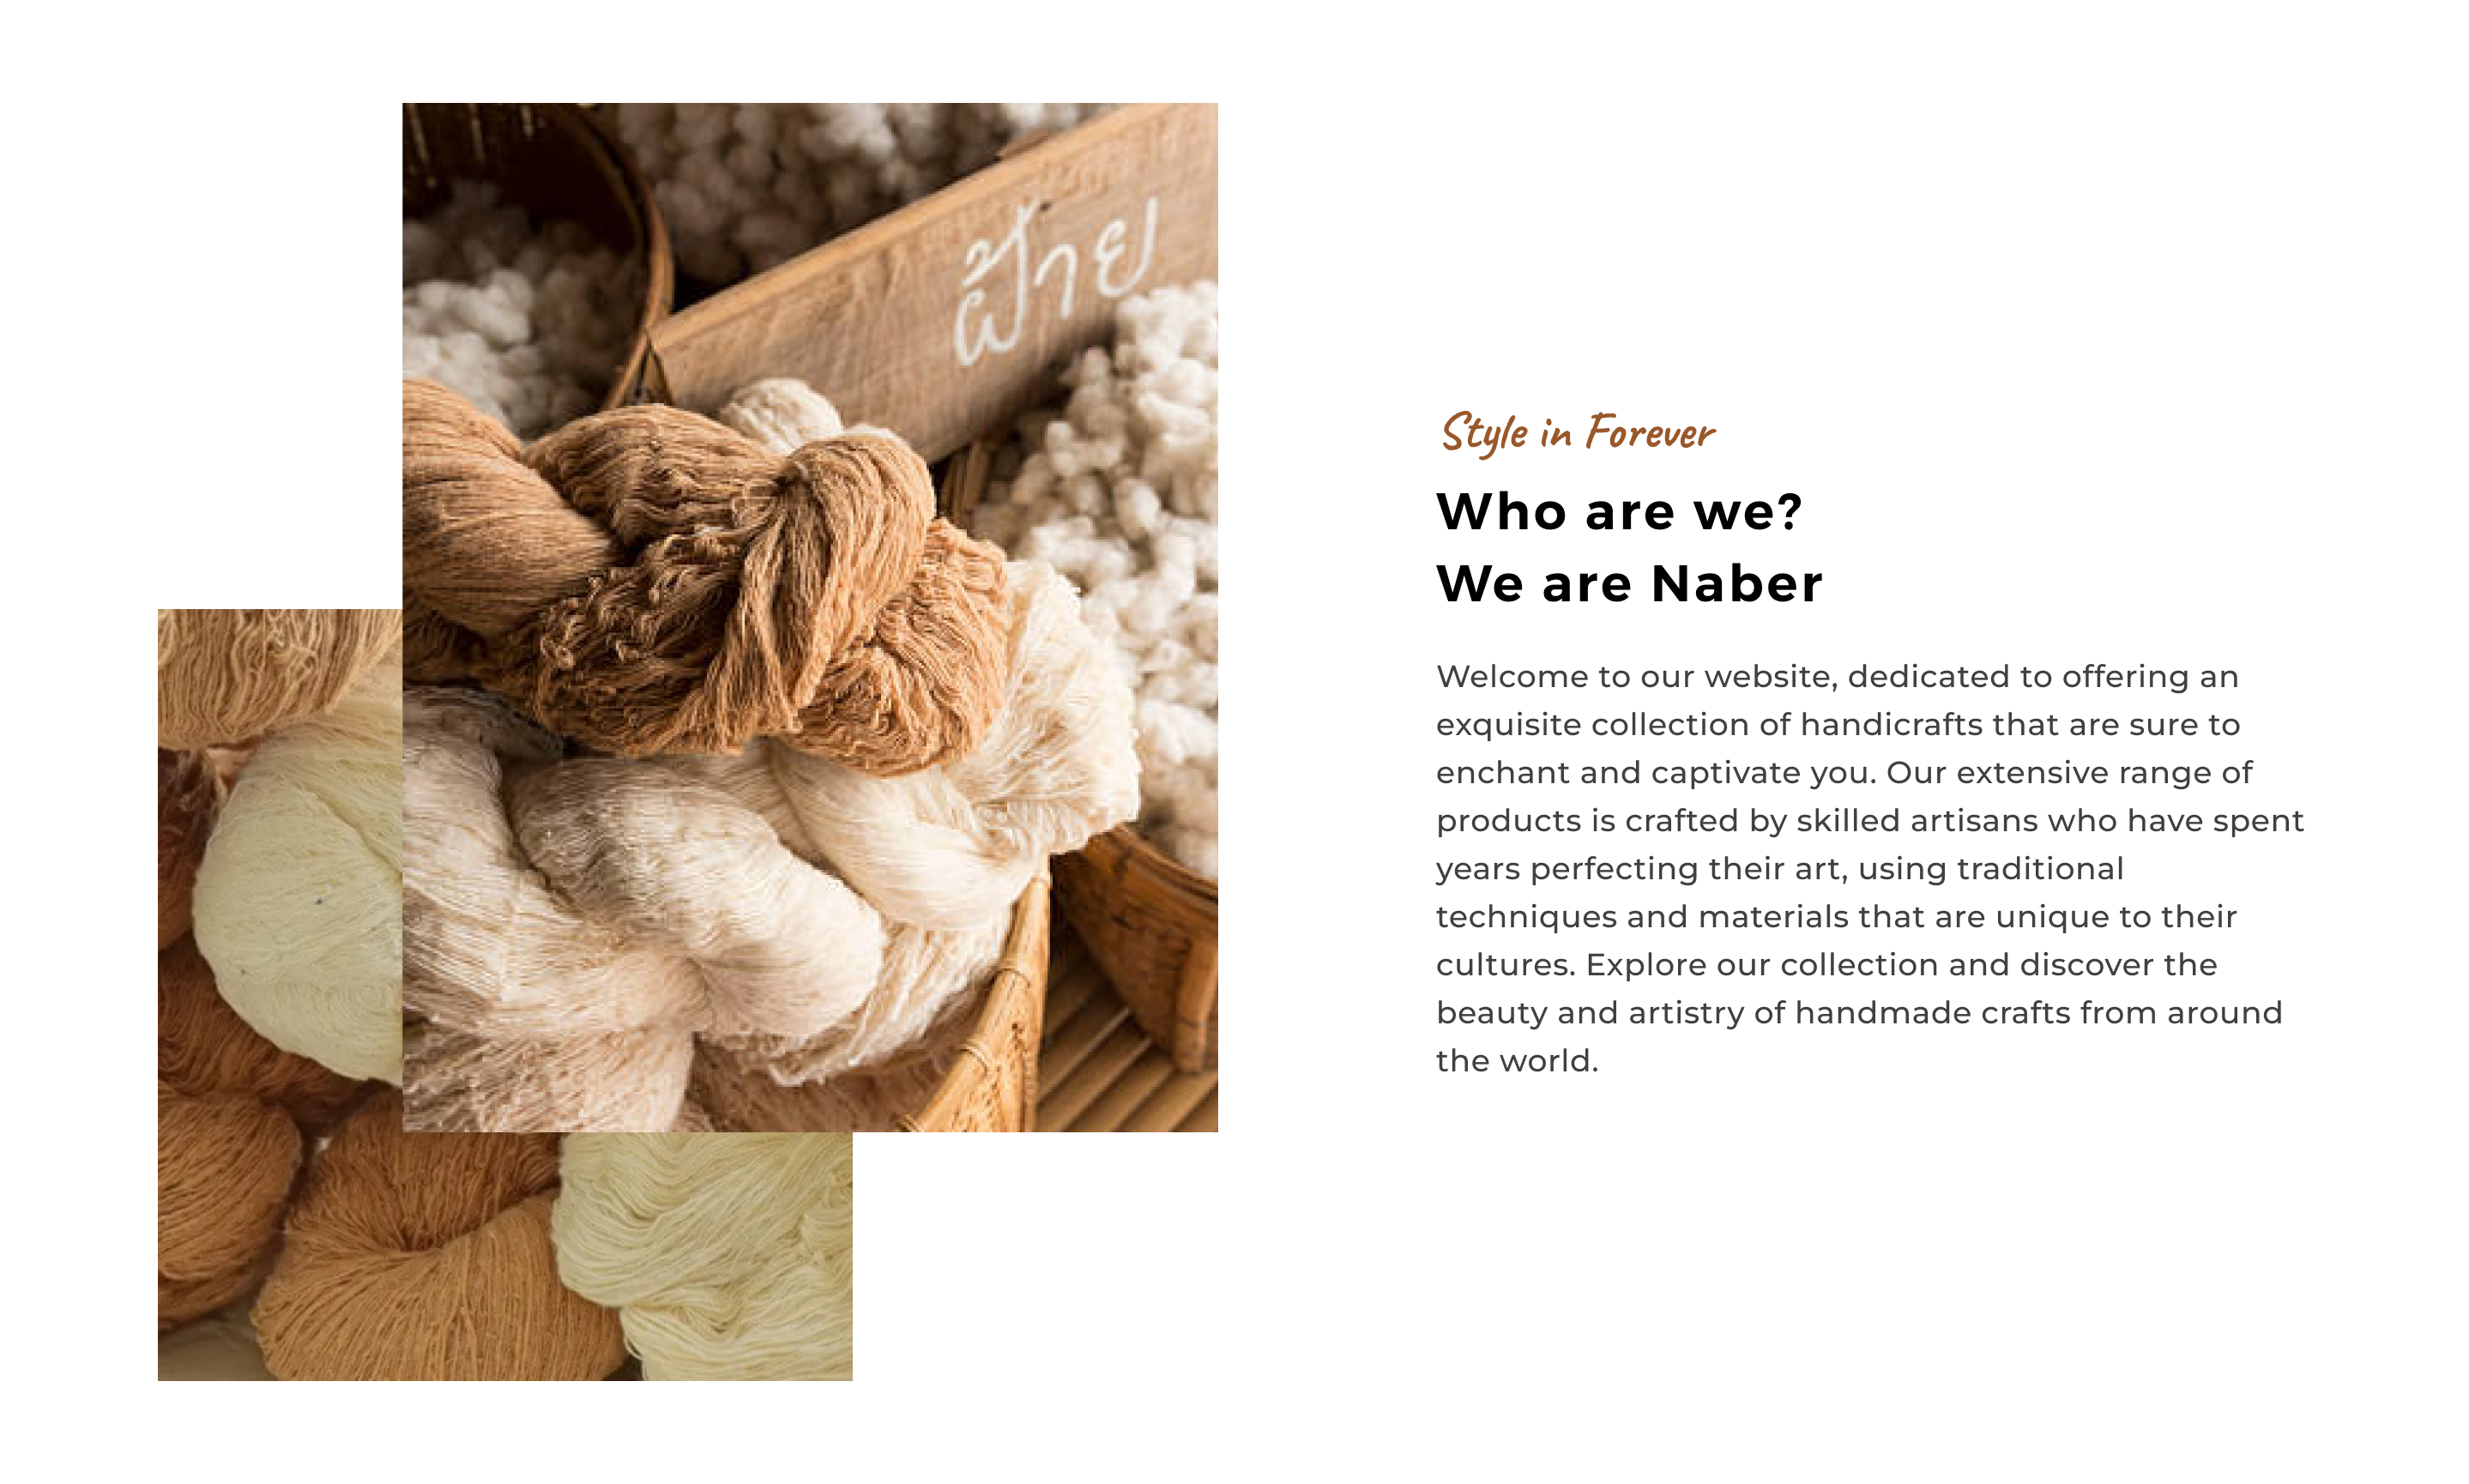 ฝ้าย
Style in Forever
Who are we?
We are Naber
Welcome to our website, dedicated to offering an
exquisite collection of handicrafts that are sure to
enchant and captivate you. Our extensive range of
products is crafted by skilled artisans who have spent
years perfecting their art, using traditional
techniques and materials that are unique to their
cultures. Explore our collection and discover the
beauty and artistry of handmade crafts from around
the world.